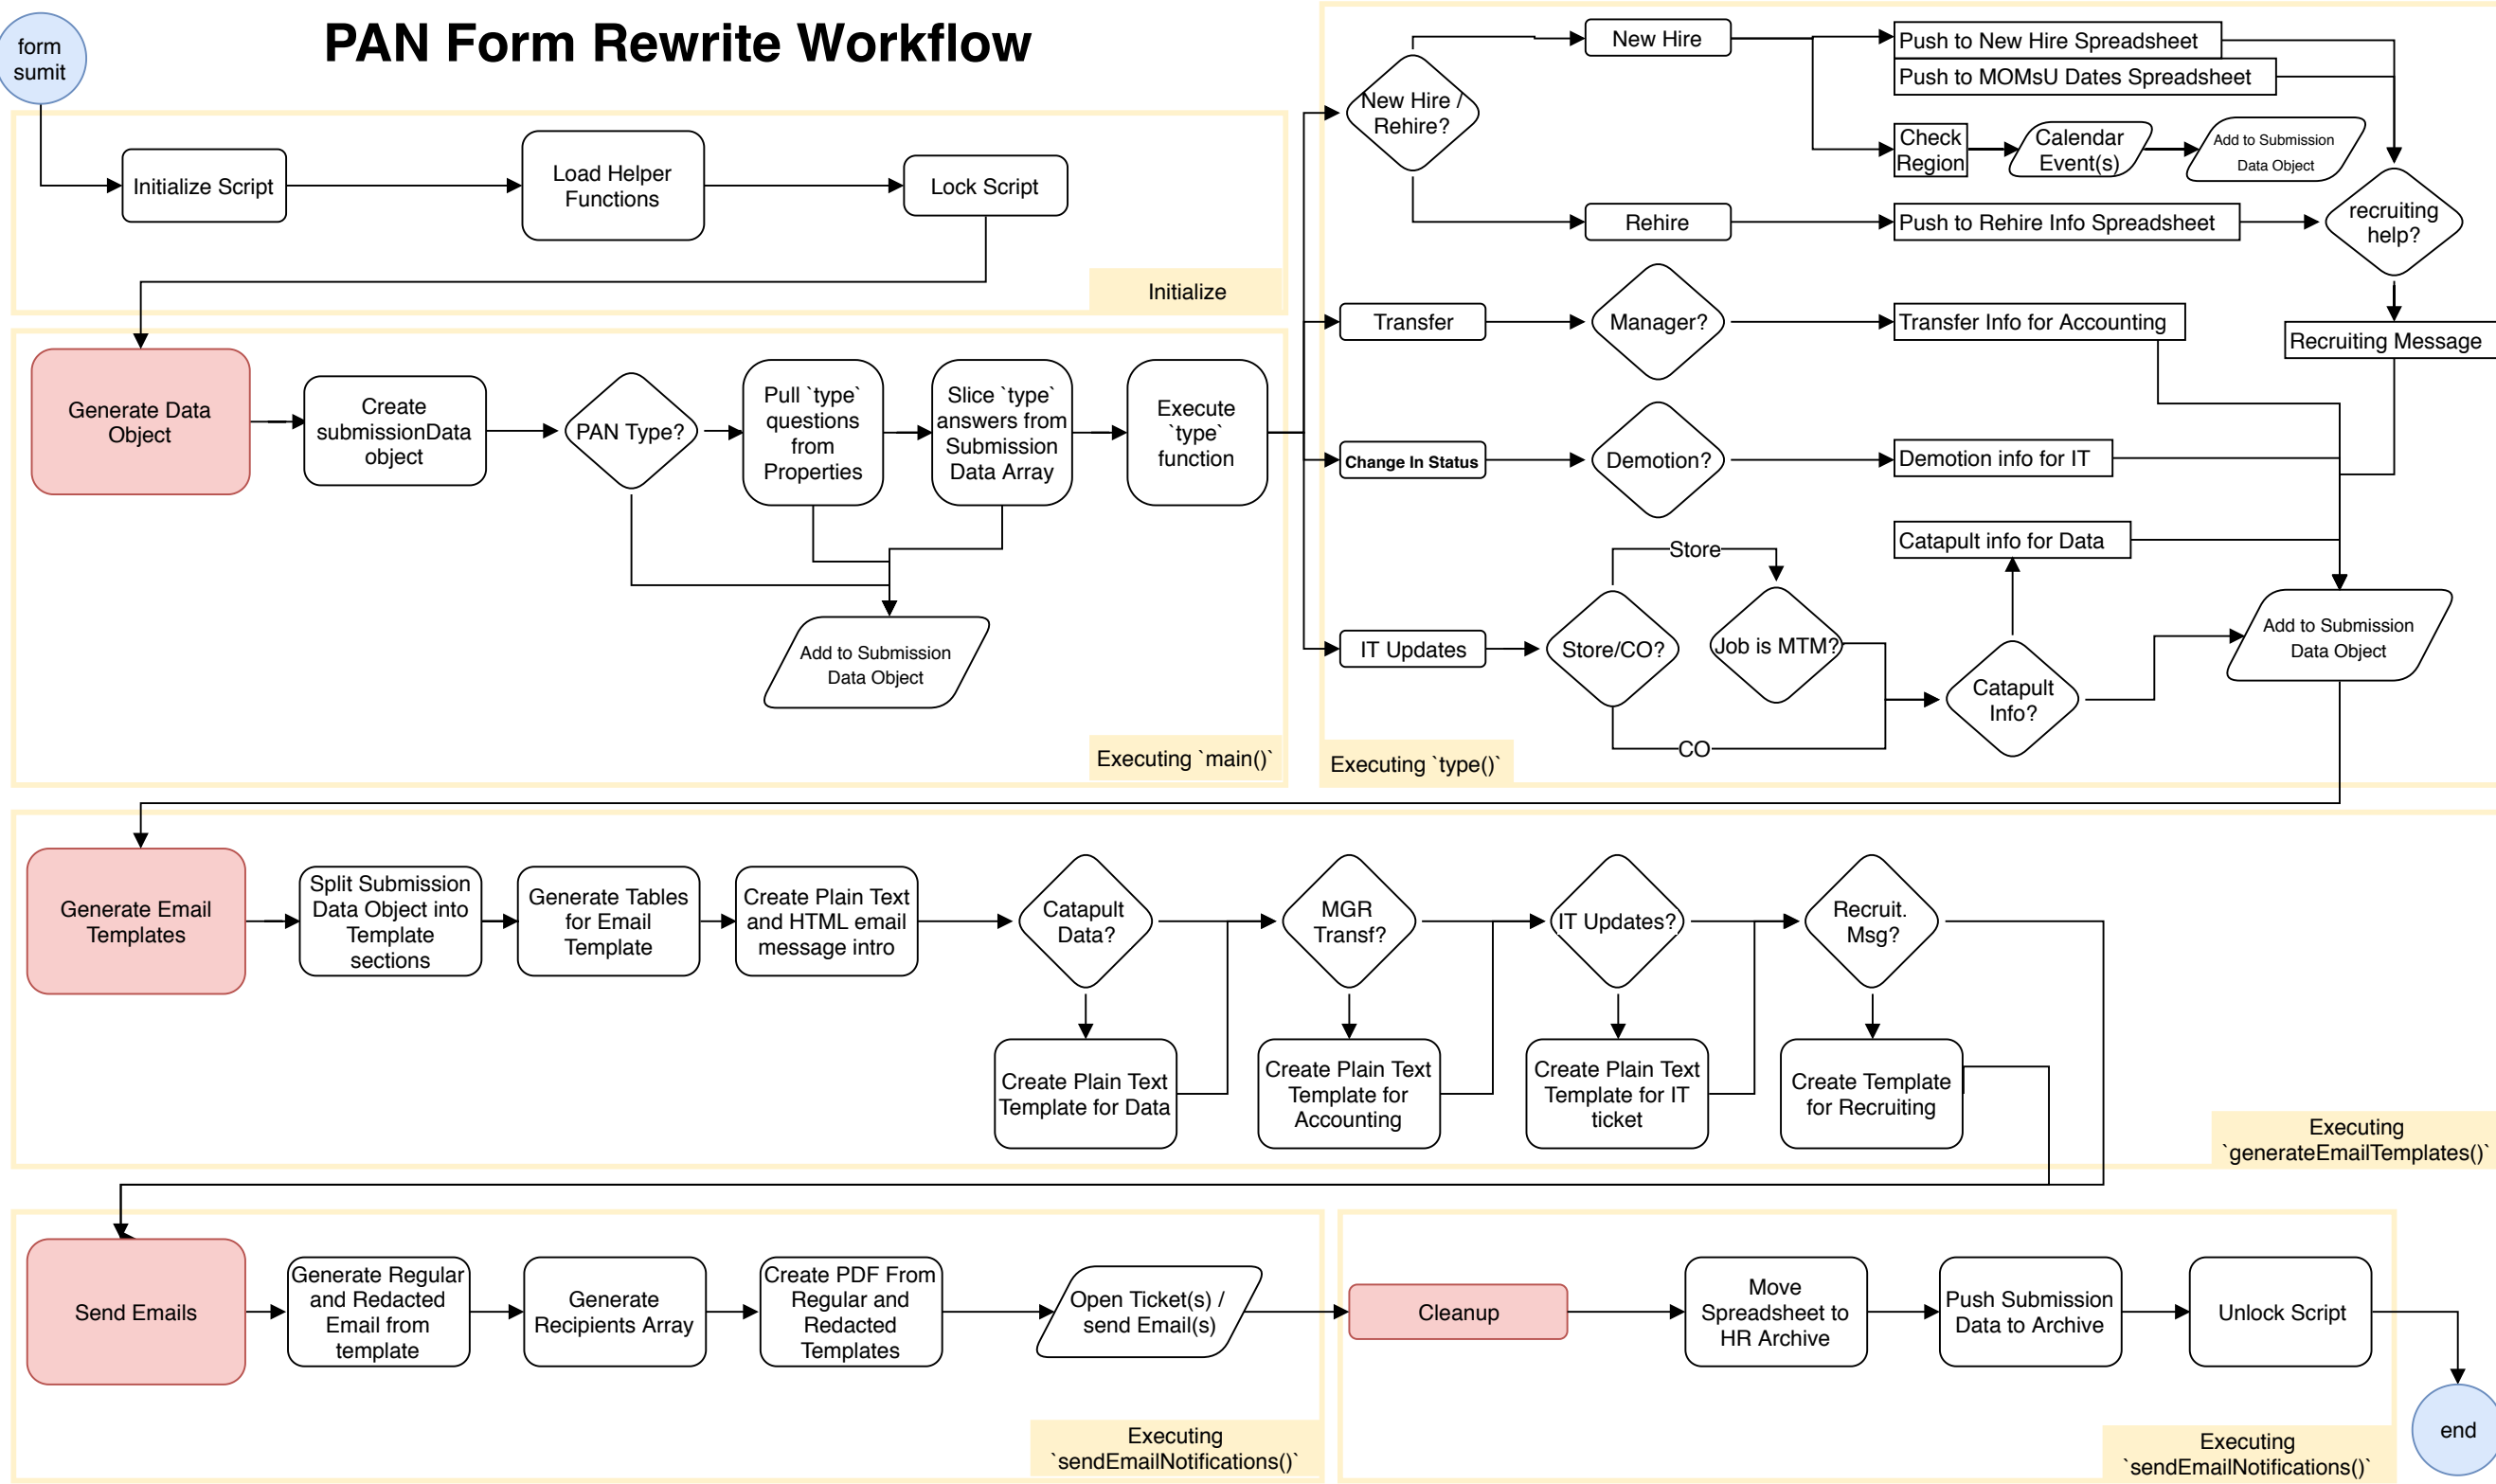 form
sumit
PAN Form Rewrite Workflow
Initialize Script
Load Helper
Functions
Lock Script
Initialize
Generate Data
Object
Create
submissionData
object
PAN Type?
Pull `type`
questions
from
Properties
Slice `type`
answers from
Submission
Data Array
Execute
`type`
function
Add to Submission
Data Object
Executing `main()`
New Hire /
Rehire?
New Hire
Push to New Hire Spreadsheet
Push to MOMsU Dates Spreadsheet
Check
Region
Calendar
Event(s)
Add to Submission
Data Object
Rehire
Push to Rehire Info Spreadsheet
recruiting
help?
Transfer
Manager?
Transfer Info for Accounting
Recruiting Message
Change In Status
Demotion?
Demotion info for IT
Catapult info for Data
Store
IT Updates
Store/CO?
Job is MTM?
CO
Catapult
Info?
Add to Submission
Data Object
Executing `type()`
Generate Email
Templates
Split Submission
Data Object into
Template
sections
Generate Tables
for Email
Template
Create Plain Text
and HTML email
message intro
Catapult
Data?
MGR
Transf?
IT Updates?
Recruit.
Msg?
Create Plain Text
Template for Data
Create Plain Text
Template for
Accounting
Create Plain Text
Template for IT
ticket
Create Template
for Recruiting
Executing
`generateEmailTemplates()`
Send Emails
Generate Regular
and Redacted
Email from
template
Generate
Recipients Array
Create PDF From
Regular and
Redacted
Templates
Open Ticket(s) /
send Email(s)
Executing
`sendEmailNotifications()`
Cleanup
Move
Spreadsheet to
HR Archive
Push Submission
Data to Archive
Unlock Script
end
Executing
`sendEmailNotifications()`